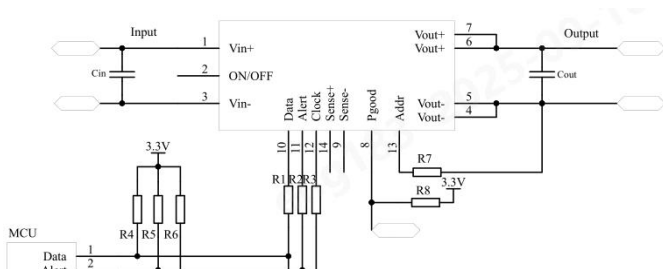 Input
Output
Vin+
ON/OFF
Vin-
Vout+
Vout+
Vout-
Vout-
1
2
3
7
6
5
4
Cin
Cout
Data
Alert
Clock
Sense+
Sense-
Pgood
Addr
10
11
12
14
9
8
13
R7
3.3V
R1
R2
R3
R8
3.3V
R4
R5
R6
MCU
Data
1
Alert
2